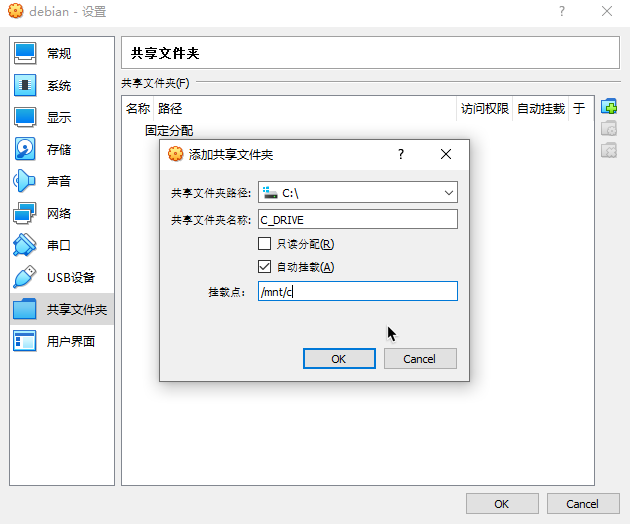 debian - 设置
常规
系统
显示
存储
声音
网络
串口
USB设备
共享文件夹
用户界面
共享文件夹
共享文件夹(F)
名称 路径 访问权限 自动挂载 于
固定分配
添加共享文件夹
共享文件夹路径: C:\
共享文件夹名称: C_DRIVE
只读分配(R)
自动挂载(A)
挂载点: /mnt/c
OK Cancel
OK Cancel